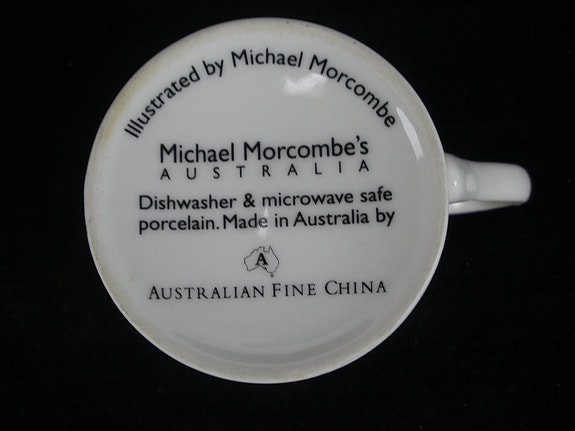 Illustrated by Michael Morcombe
Michael Morcombe's
AUSTRALIA
Dishwasher & microwave safe
porcelain. Made in Australia by
A
AUSTRALIAN FINE CHINA